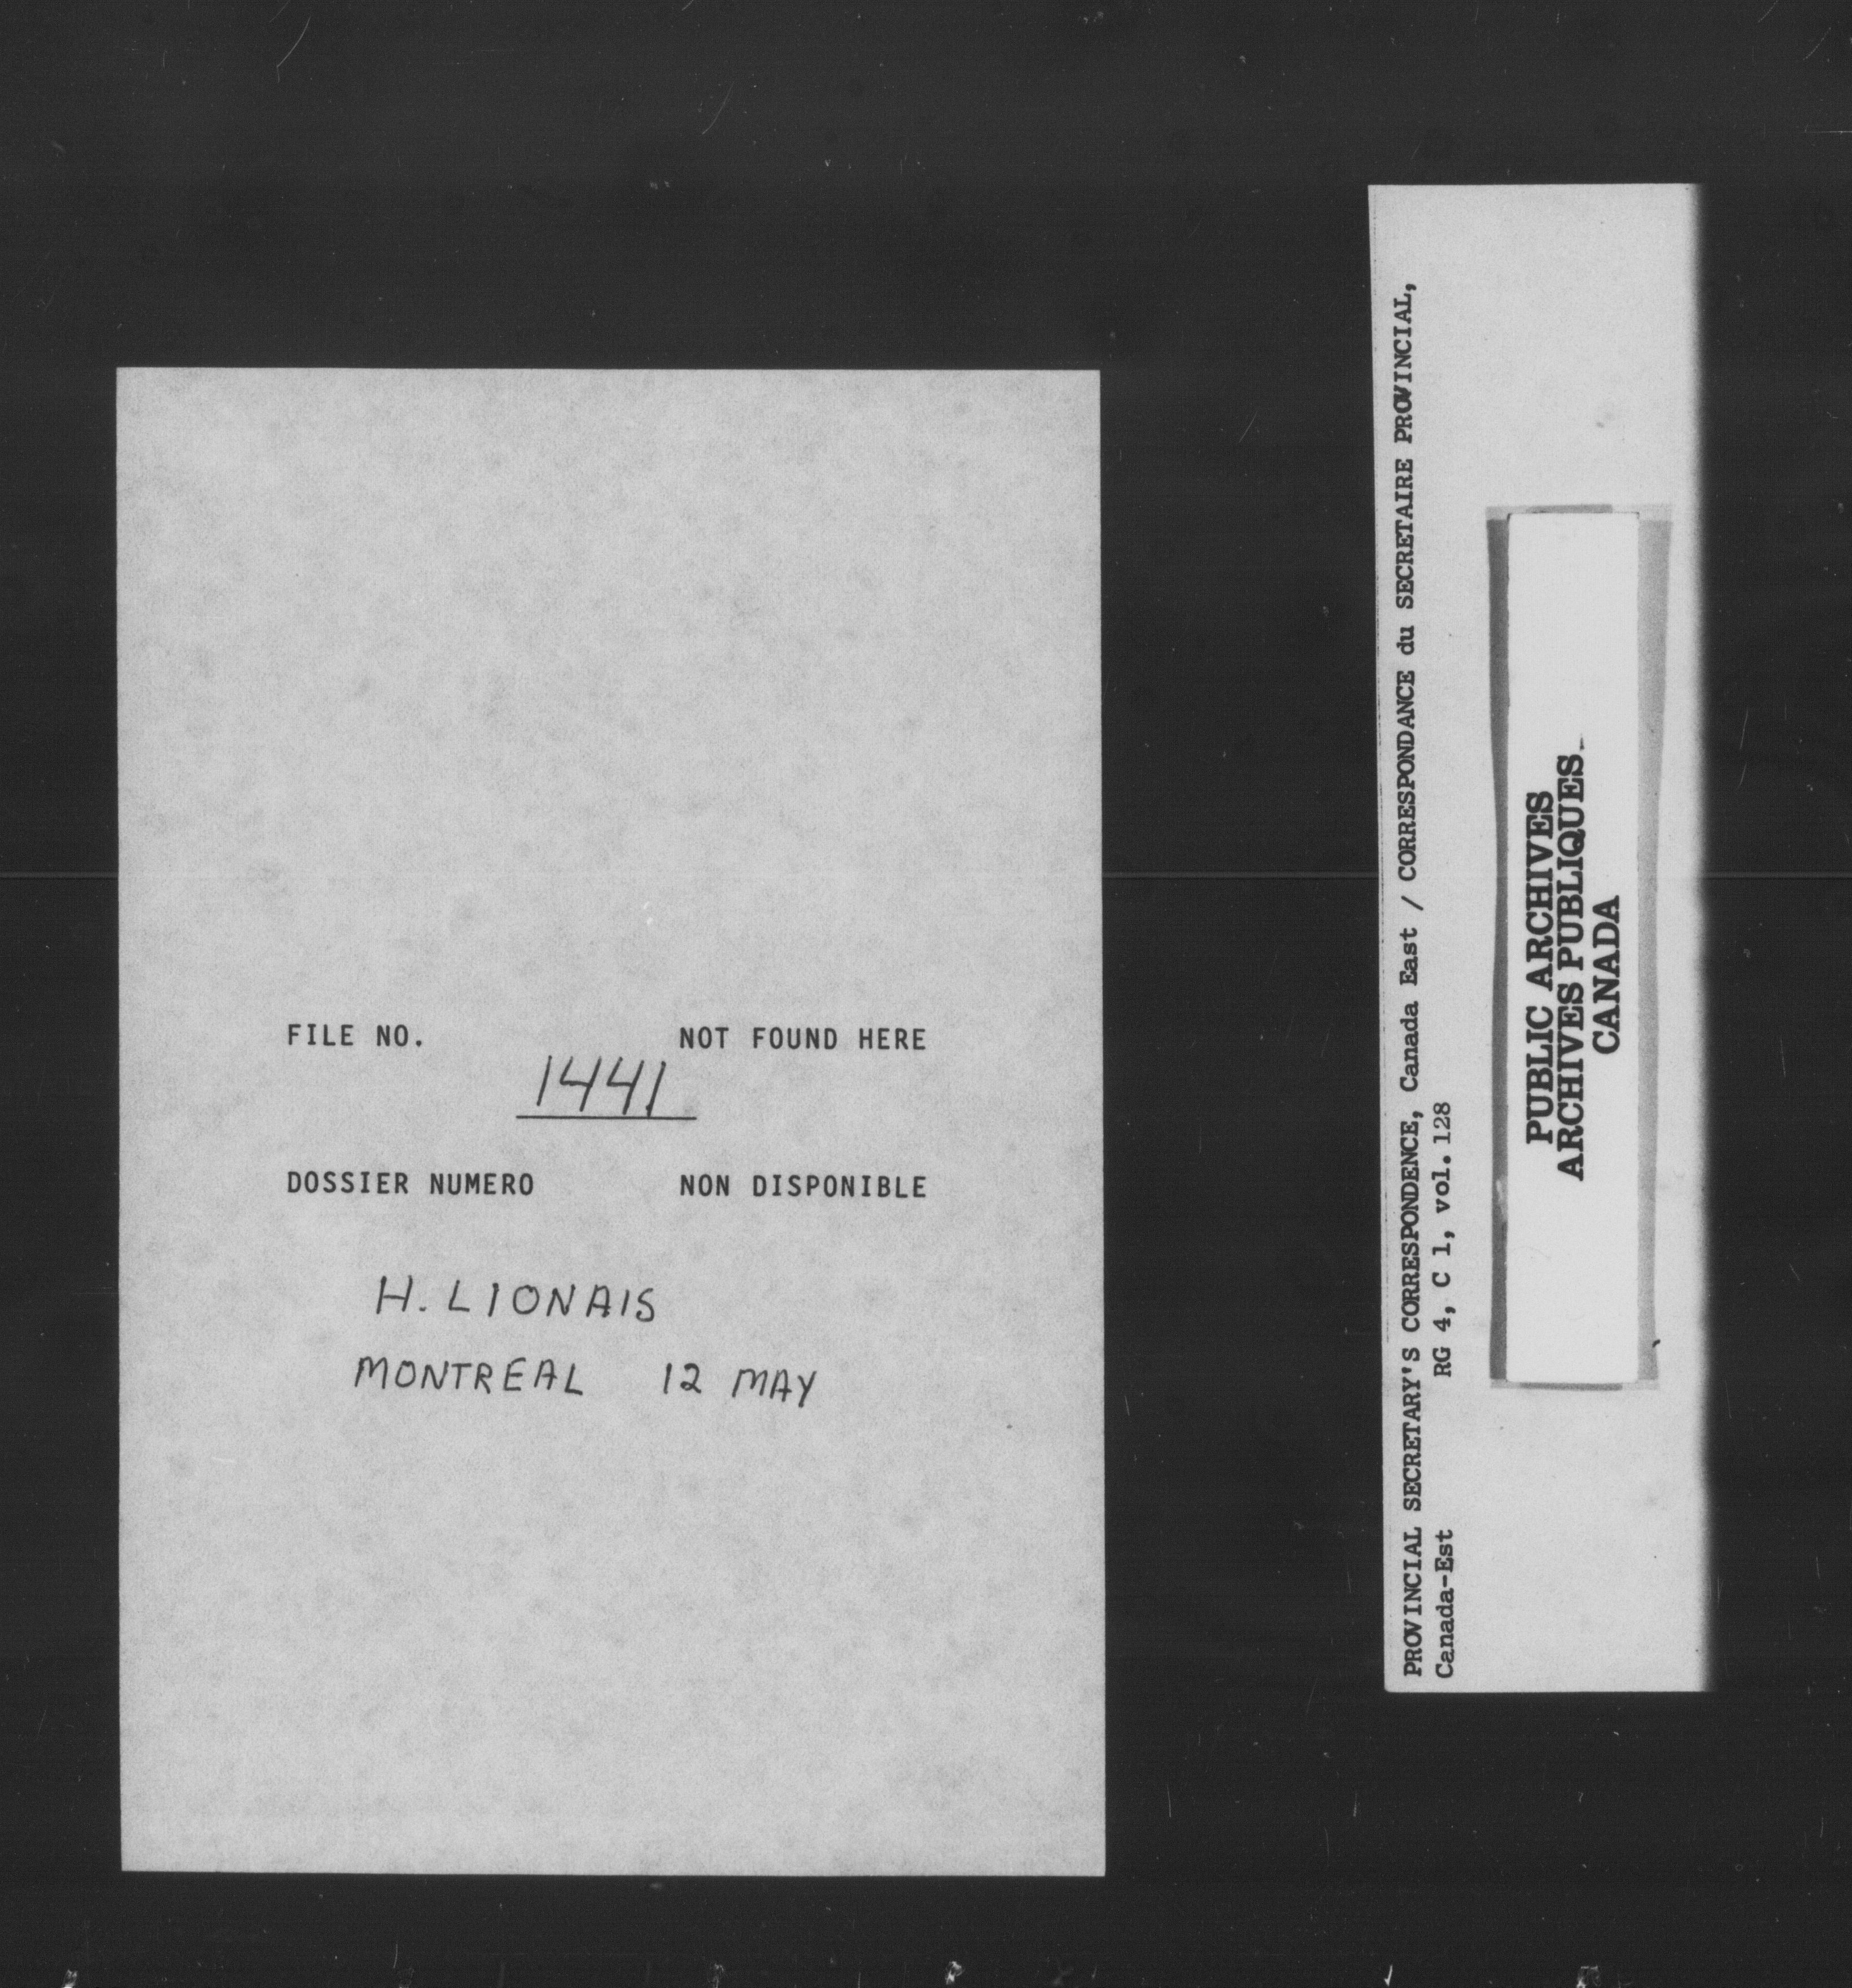 FILE NO. NOT FOUND HERE
1441
DOSSIER NUMERO NON DISPONIBLE
H. LIONAIS
MONTREAL 12 MAY
PROVINCIAL SECRETARY'S CORRESPONDENCE, Canada East / CORRESPONDANCE du SECRETAIRE PROVINCIAL,
Canada-Est RG 4, C 1, vol. 128
PUBLIC ARCHIVES
ARCHIVES PUBLIQUES
CANADA